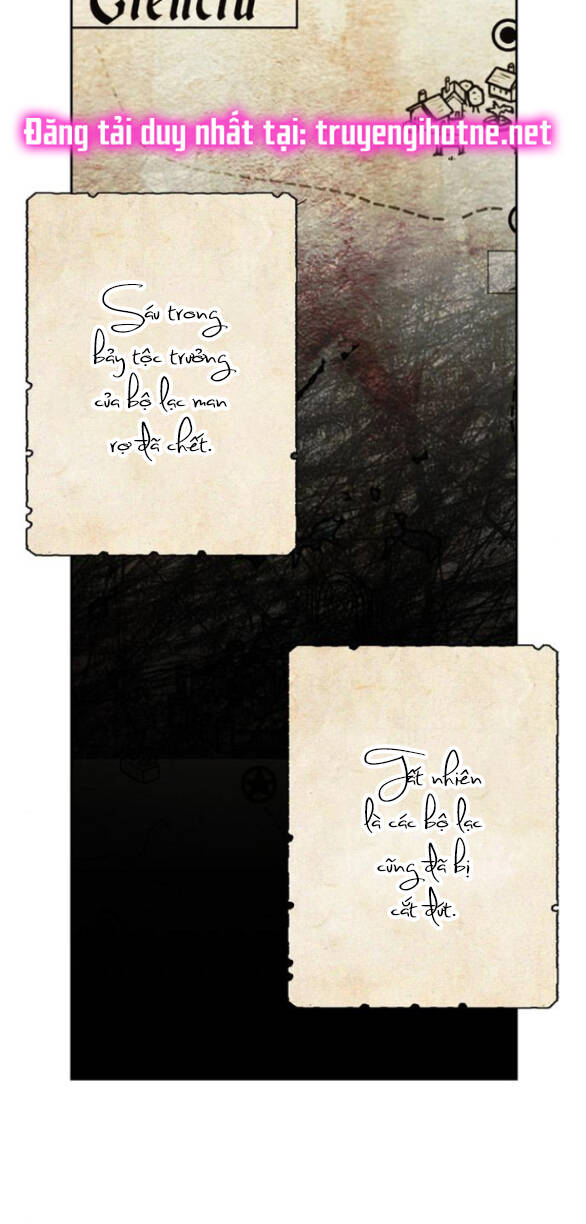 Đăng tải duy nhất tại: truyengihotne.net
Sáu trong
bảy tộc trưởng
của bộ lạc man
rợ đã chết.
Tất nhiên
là các bộ lạc
cũng đã bị
cắt đứt.